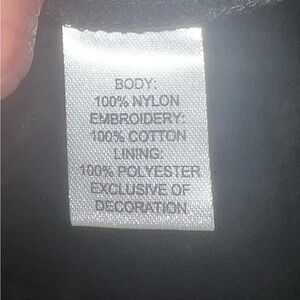 BODY:
100% NYLON
EMBROIDERY:
100% COTTON
LINING:
100% POLYESTER
EXCLUSIVE OF
DECORATION